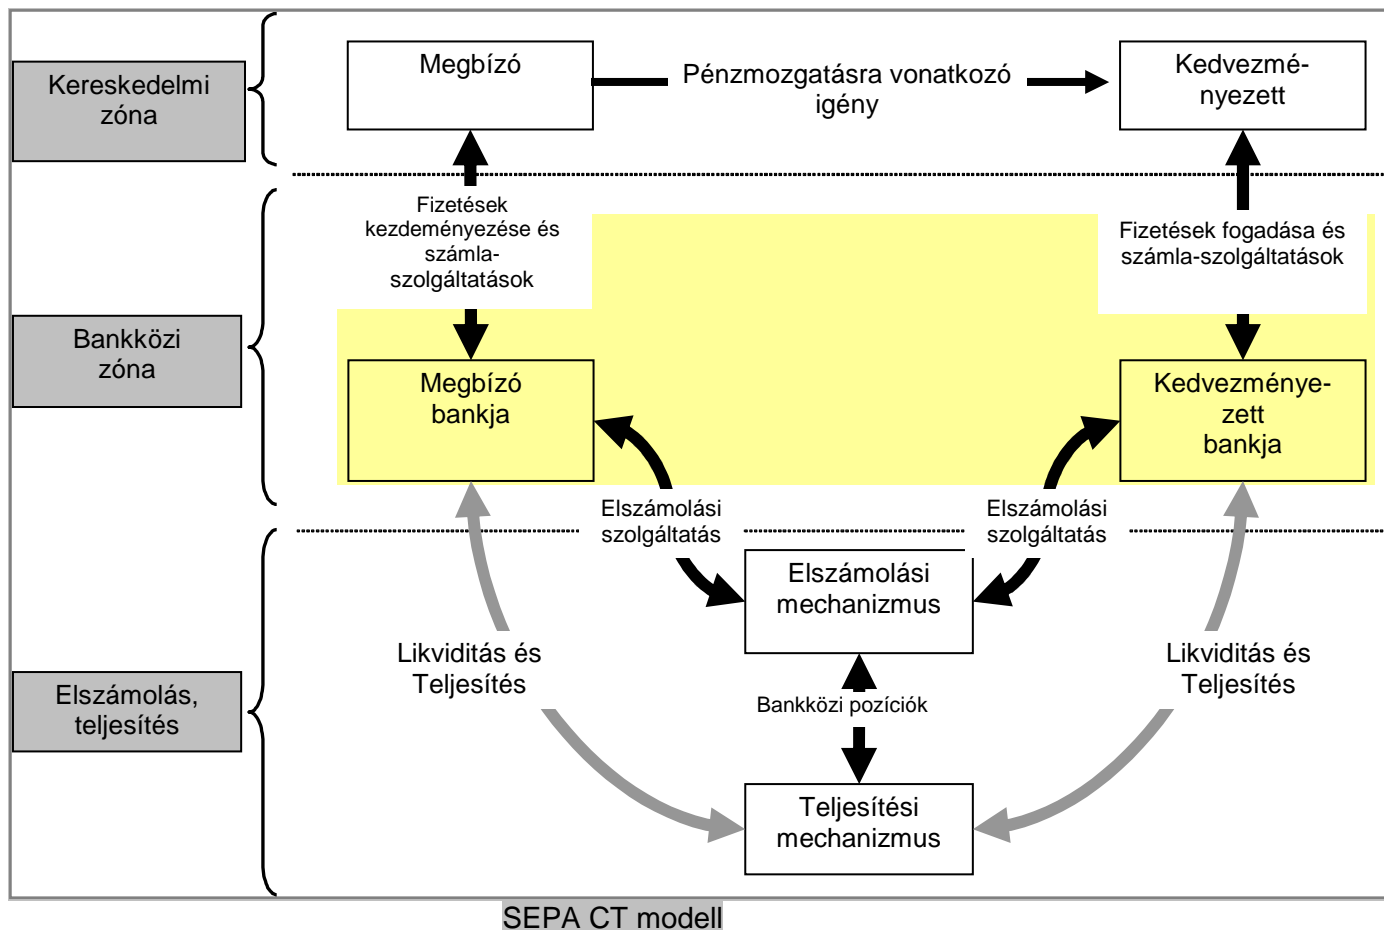 Kereskedelmi
zóna
Megbízó
Pénzmozgatásra vonatkozó
igény
Kedvezmé-
nyezett
Fizetések
kezdeményezése és
számla-
szolgáltatások
Fizetések fogadása és
számla-szolgáltatások
Bankközi
zóna
Megbízó
bankja
Kedvezménye-
zett
bankja
Elszámolási
szolgáltatás
Elszámolási
szolgáltatás
Elszámolás,
teljesítés
Elszámolási
mechanizmus
Likviditás és
Teljesítés
Likviditás és
Teljesítés
Bankközi pozíciók
Teljesítési
mechanizmus
SEPA CT modell